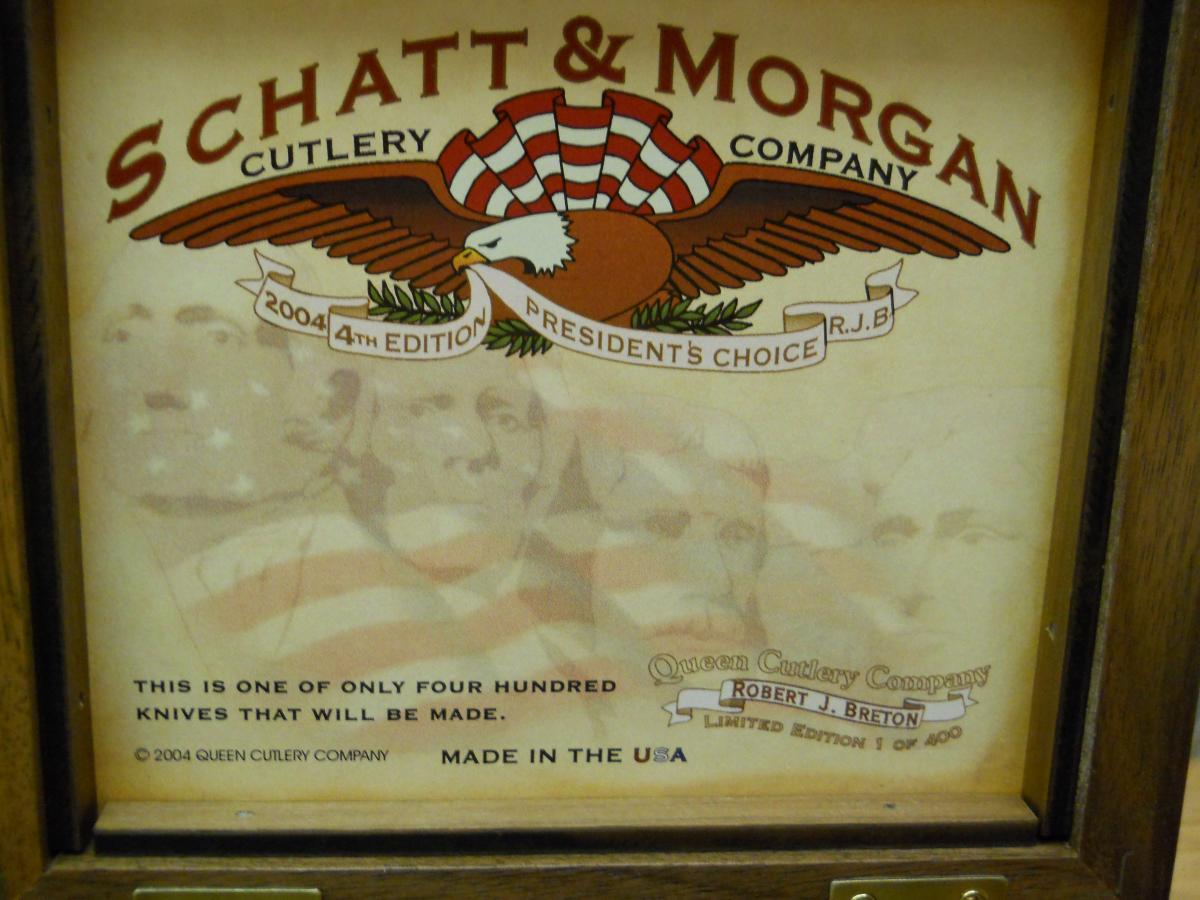 SCHATT & MORGAN
CUTLERY COMPANY
2004 4TH EDITION PRESIDENT'S CHOICE R.J.B.
THIS IS ONE OF ONLY FOUR HUNDRED
KNIVES THAT WILL BE MADE.
© 2004 QUEEN CUTLERY COMPANY
MADE IN THE USA
Queen Cutlery Company
ROBERT J. BRETON
LIMITED EDITION 1 OF 400